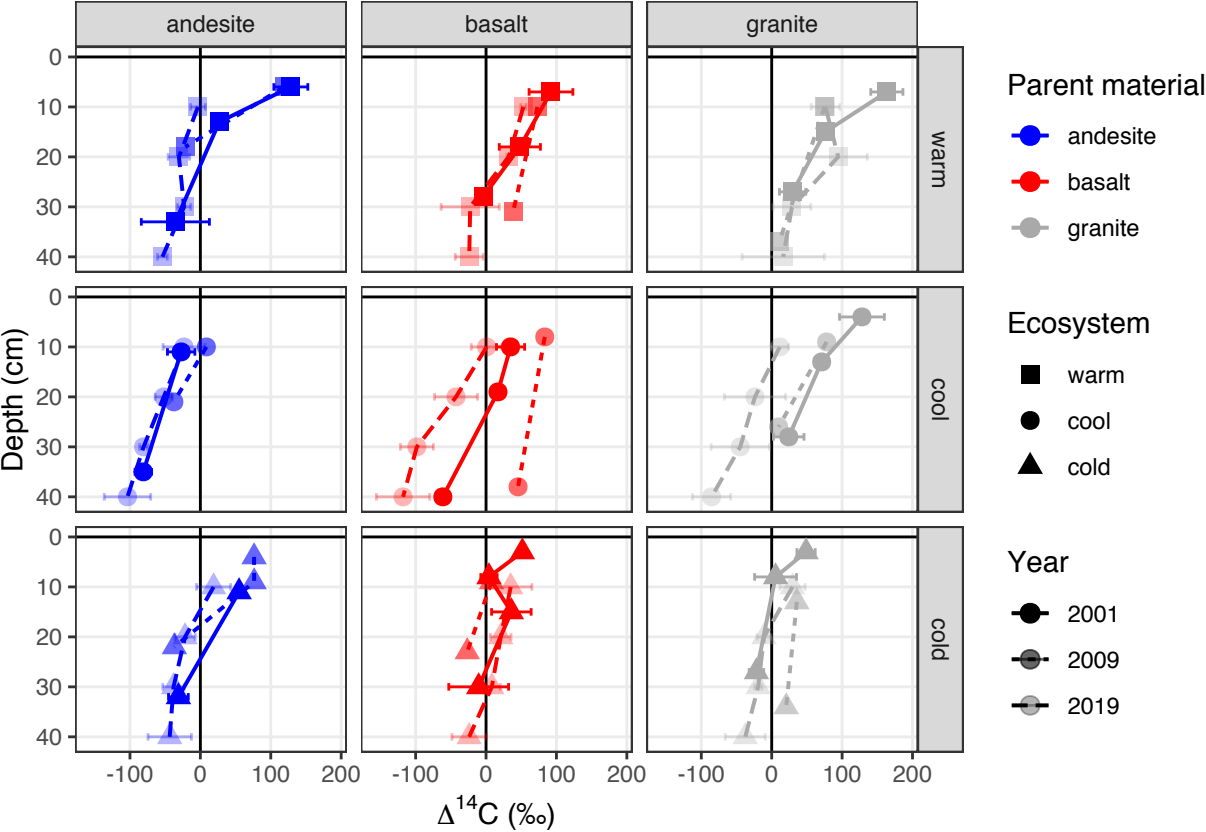 andesite basalt granite
0
10
20
30
40
warm
0
10
20
30
40
cool
0
10
20
30
40
cold
-100 0 100 200 -100 0 100 200 -100 0 100 200
Depth (cm)
Δ¹⁴C (‰)
Parent material
andesite
basalt
granite
Ecosystem
warm
cool
cold
Year
2001
2009
2019